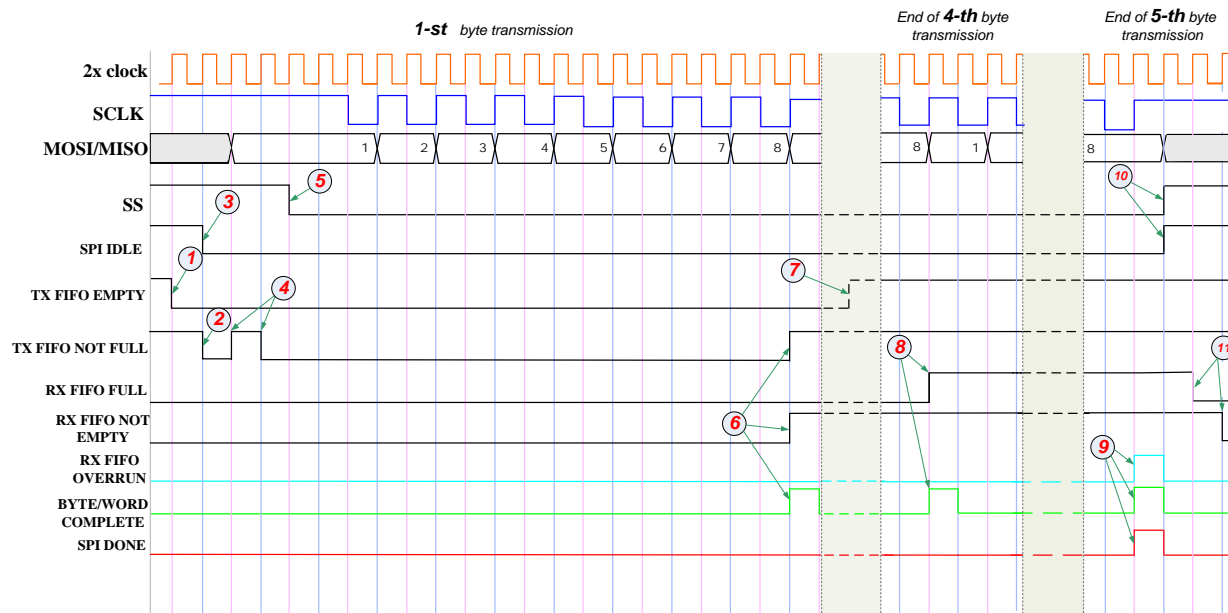 1-st byte transmission
End of 4-th byte
transmission
End of 5-th byte
transmission
2x clock
SCLK
MOSI/MISO
1 2 3 4 5 6 7 8 8 1 8
SS
5
10
3
SPI IDLE
1
TX FIFO EMPTY
7
4
2
TX FIFO NOT FULL
8
11
RX FIFO FULL
6
RX FIFO NOT
EMPTY
9
RX FIFO
OVERRUN
BYTE/WORD
COMPLETE
SPI DONE